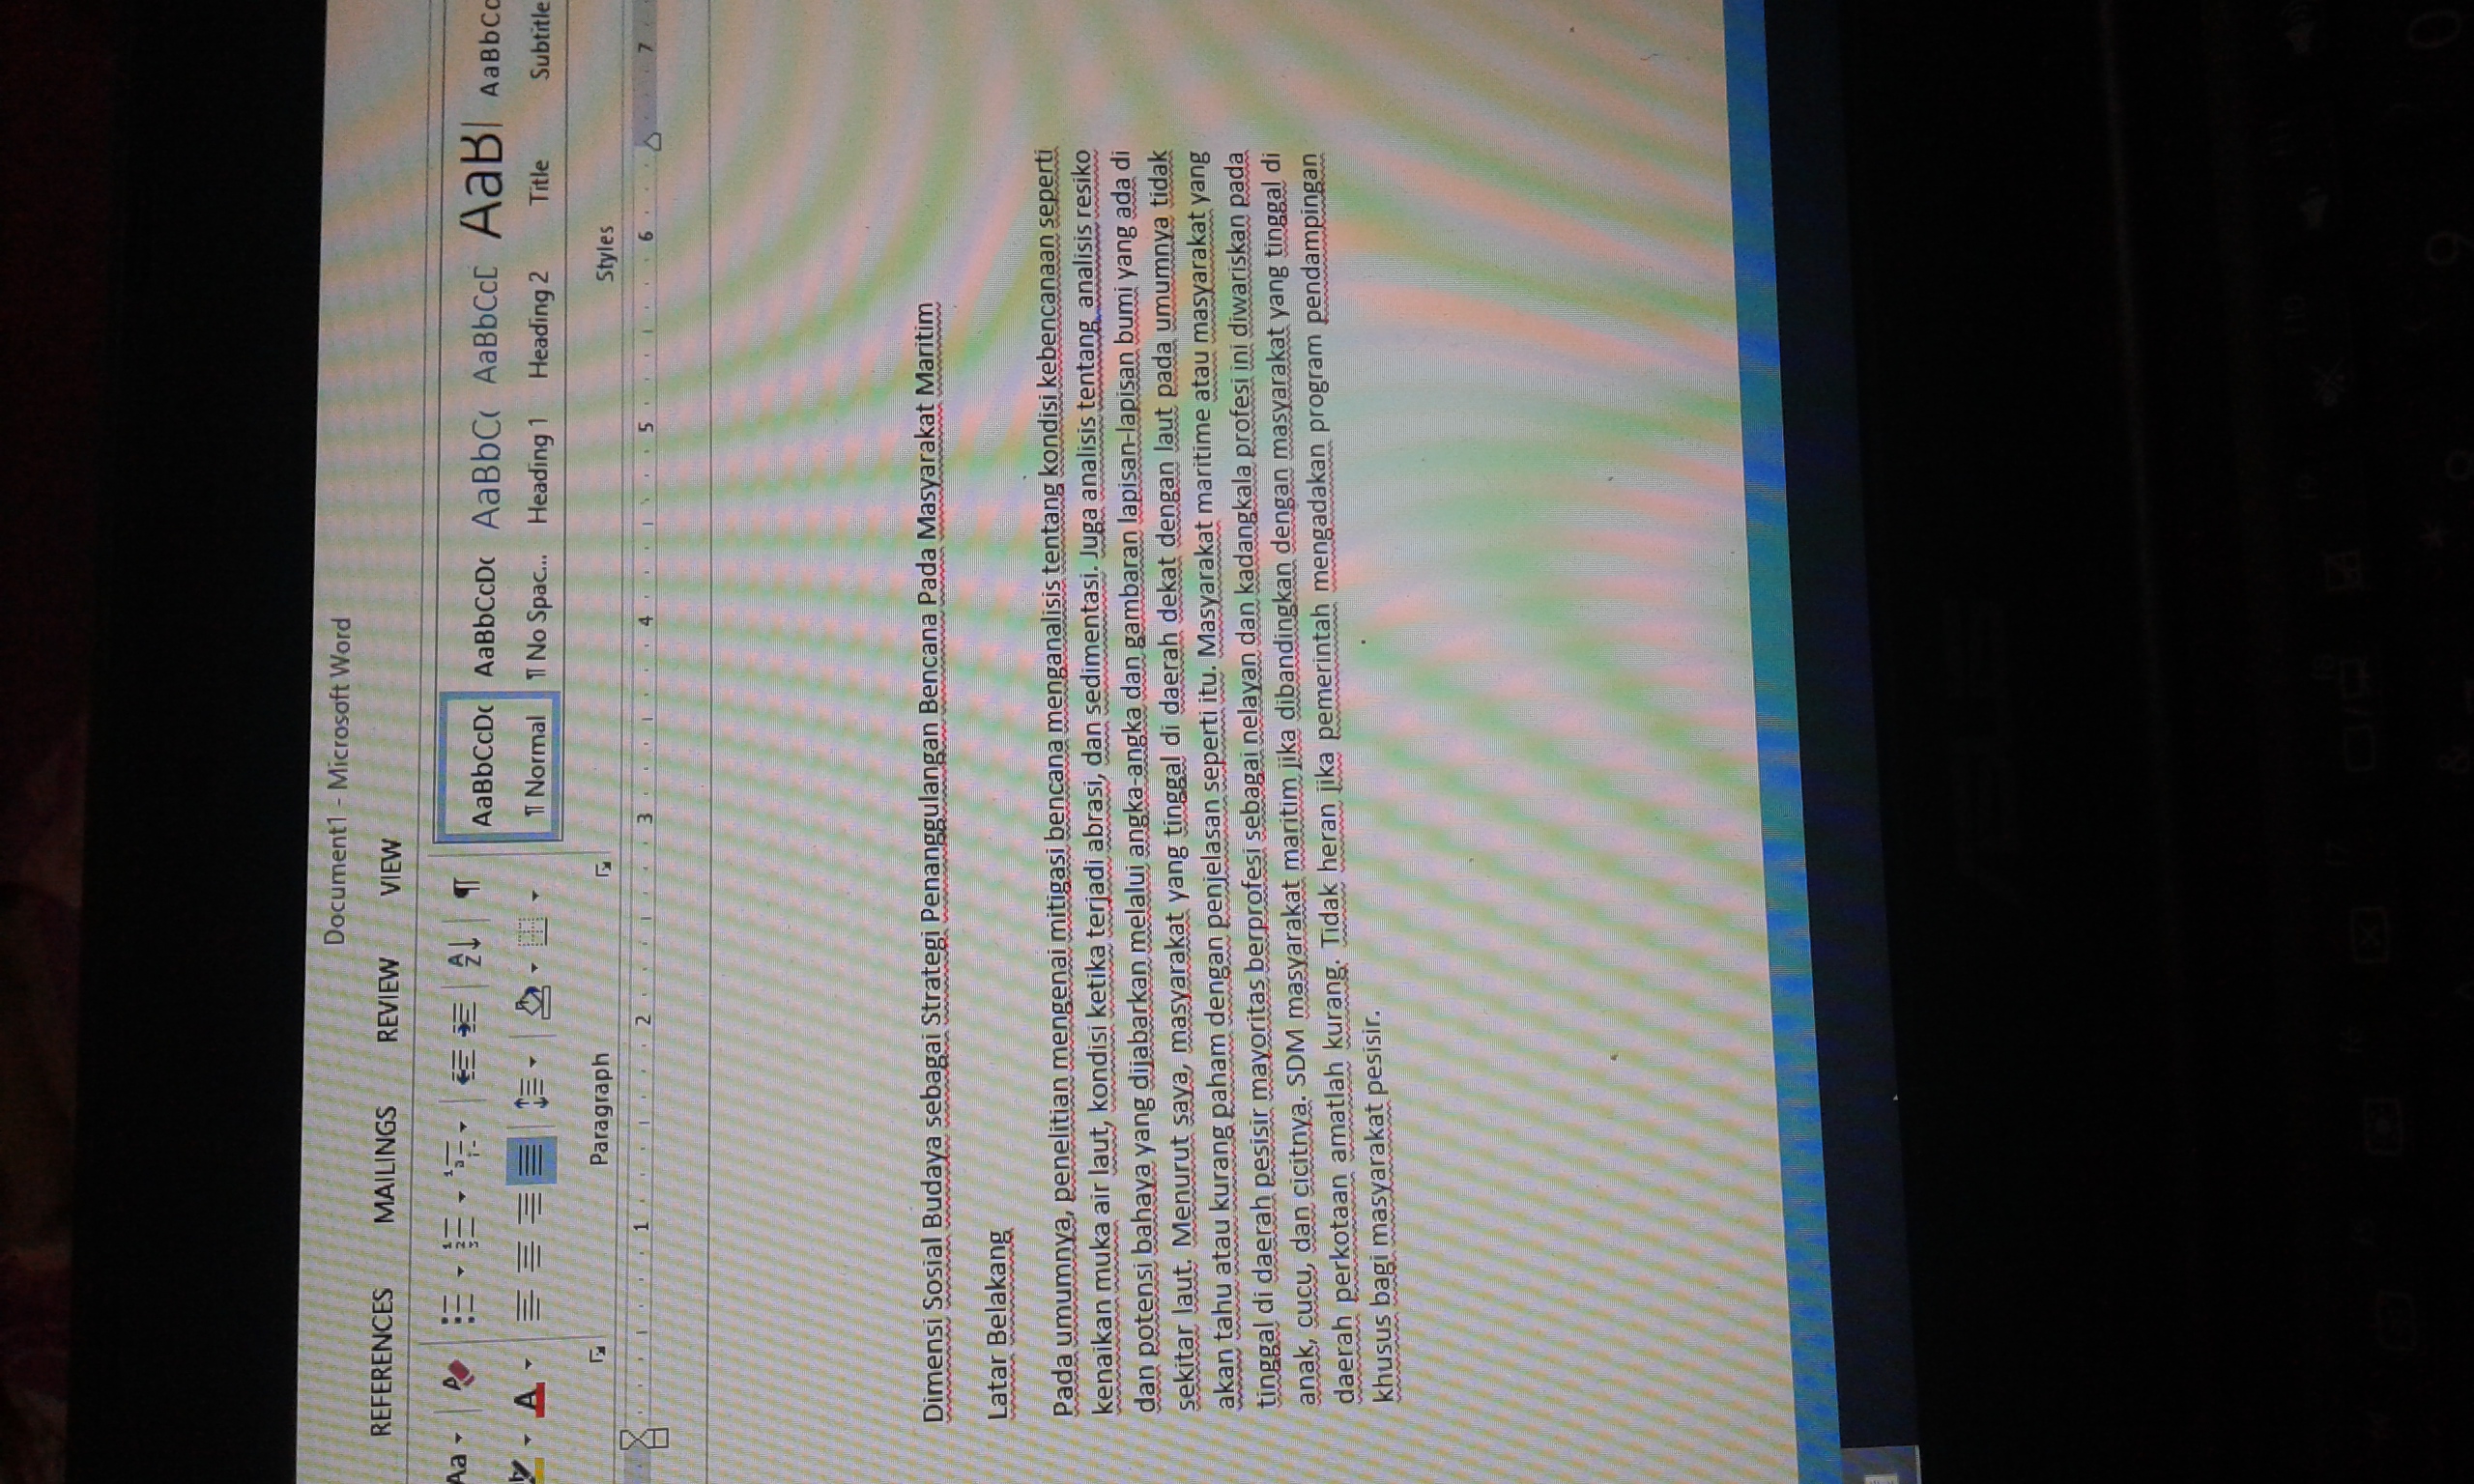 Document1 - Microsoft Word
REFERENCES MAILINGS REVIEW VIEW
Aa
AaBbCcDc AaBbCcDc AaBbC AaBbCcD AaB AaBbCc
¶ Normal ¶ No Spac... Heading 1 Heading 2 Title Subtitle
Paragraph Styles
1 2 3 4 5 6 7
Dimensi Sosial Budaya sebagai Strategi Penanggulangan Bencana Pada Masyarakat Maritim
Latar Belakang
Pada umumnya, penelitian mengenai mitigasi bencana menganalisis tentang kondisi kebencanaan seperti
kenaikan muka air laut, kondisi ketika terjadi abrasi, dan sedimentasi. Juga analisis tentang analisis resiko
dan potensi bahaya yang dijabarkan melalui angka-angka dan gambaran lapisan-lapisan bumi yang ada di
sekitar laut. Menurut saya, masyarakat yang tinggal di daerah dekat dengan laut pada umumnya tidak
akan tahu atau kurang paham dengan penjelasan seperti itu. Masyarakat maritime atau masyarakat yang
tinggal di daerah pesisir mayoritas berprofesi sebagai nelayan dan kadangkala profesi ini diwariskan pada
anak, cucu, dan cicitnya. SDM masyarakat maritim jika dibandingkan dengan masyarakat yang tinggal di
daerah perkotaan amatlah kurang. Tidak heran jika pemerintah mengadakan program pendampingan
khusus bagi masyarakat pesisir.
ASUS
9 0